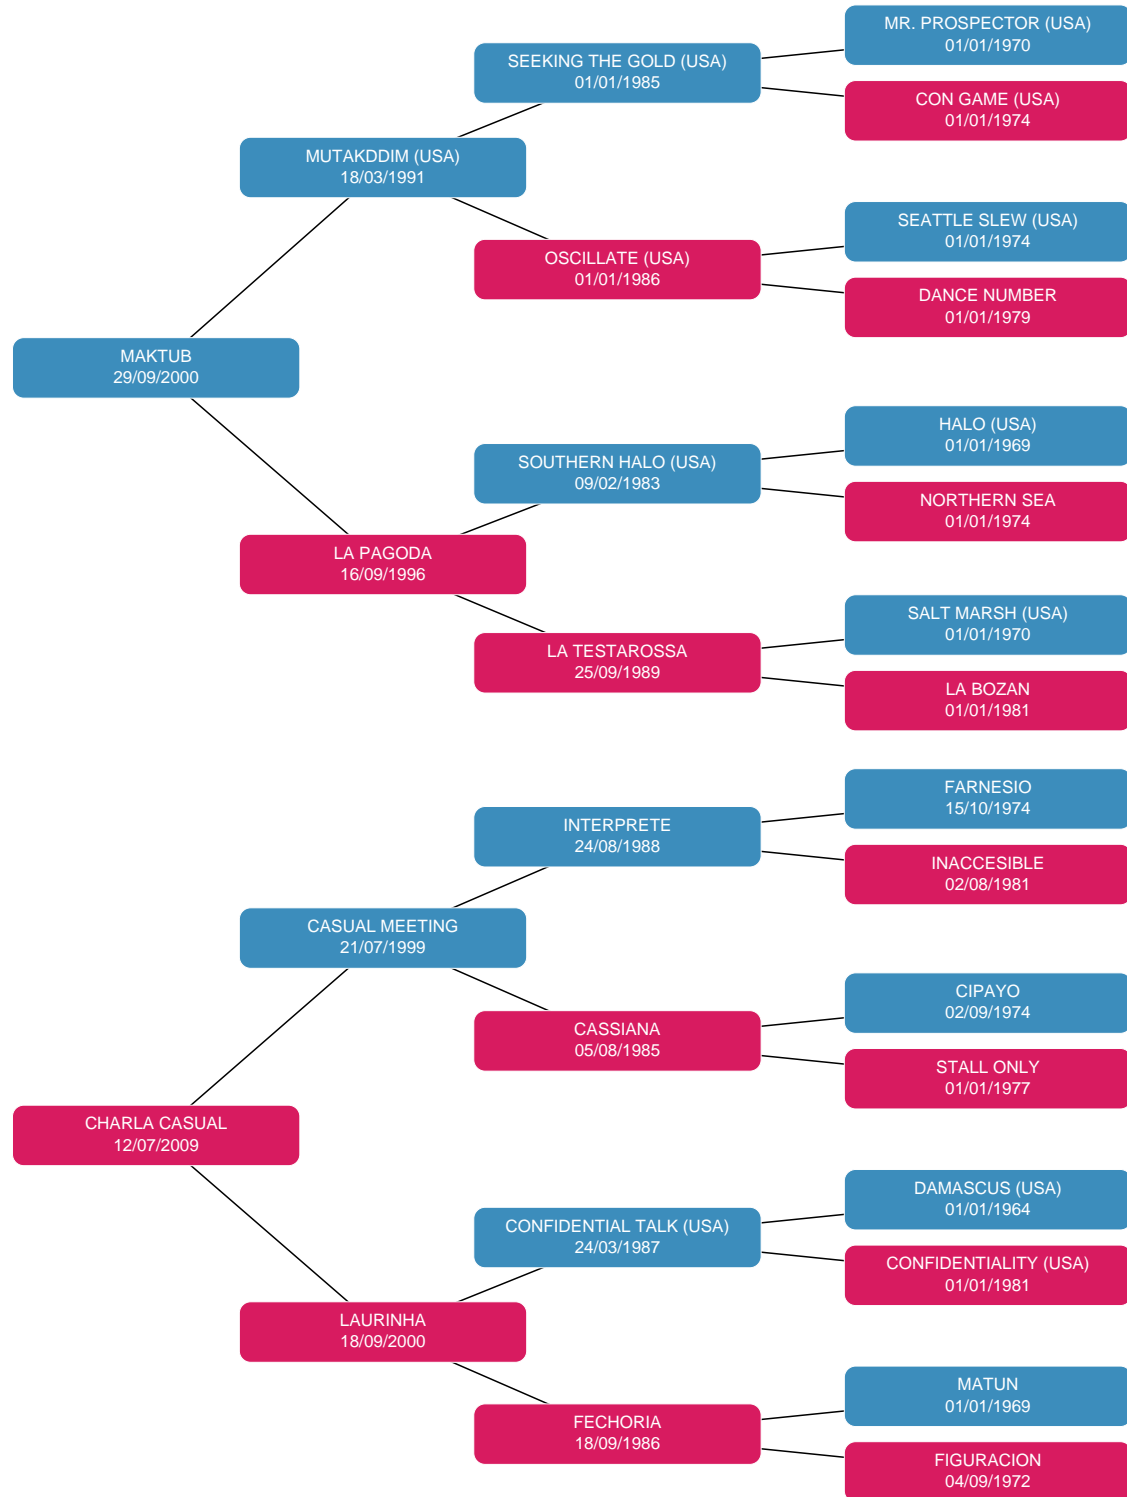 MR. PROSPECTOR (USA)
01/01/1970
SEEKING THE GOLD (USA)
01/01/1985
CON GAME (USA)
01/01/1974
MUTAKDDIM (USA)
18/03/1991
SEATTLE SLEW (USA)
01/01/1974
OSCILLATE (USA)
01/01/1986
DANCE NUMBER
01/01/1979
MAKTUB
29/09/2000
HALO (USA)
01/01/1969
SOUTHERN HALO (USA)
09/02/1983
NORTHERN SEA
01/01/1974
LA PAGODA
16/09/1996
SALT MARSH (USA)
01/01/1970
LA TESTAROSSA
25/09/1989
LA BOZAN
01/01/1981
FARNESIO
15/10/1974
INTERPRETE
24/08/1988
INACCESIBLE
02/08/1981
CASUAL MEETING
21/07/1999
CIPAYO
02/09/1974
CASSIANA
05/08/1985
STALL ONLY
01/01/1977
CHARLA CASUAL
12/07/2009
DAMASCUS (USA)
01/01/1964
CONFIDENTIAL TALK (USA)
24/03/1987
CONFIDENTIALITY (USA)
01/01/1981
LAURINHA
18/09/2000
MATUN
01/01/1969
FECHORIA
18/09/1986
FIGURACION
04/09/1972